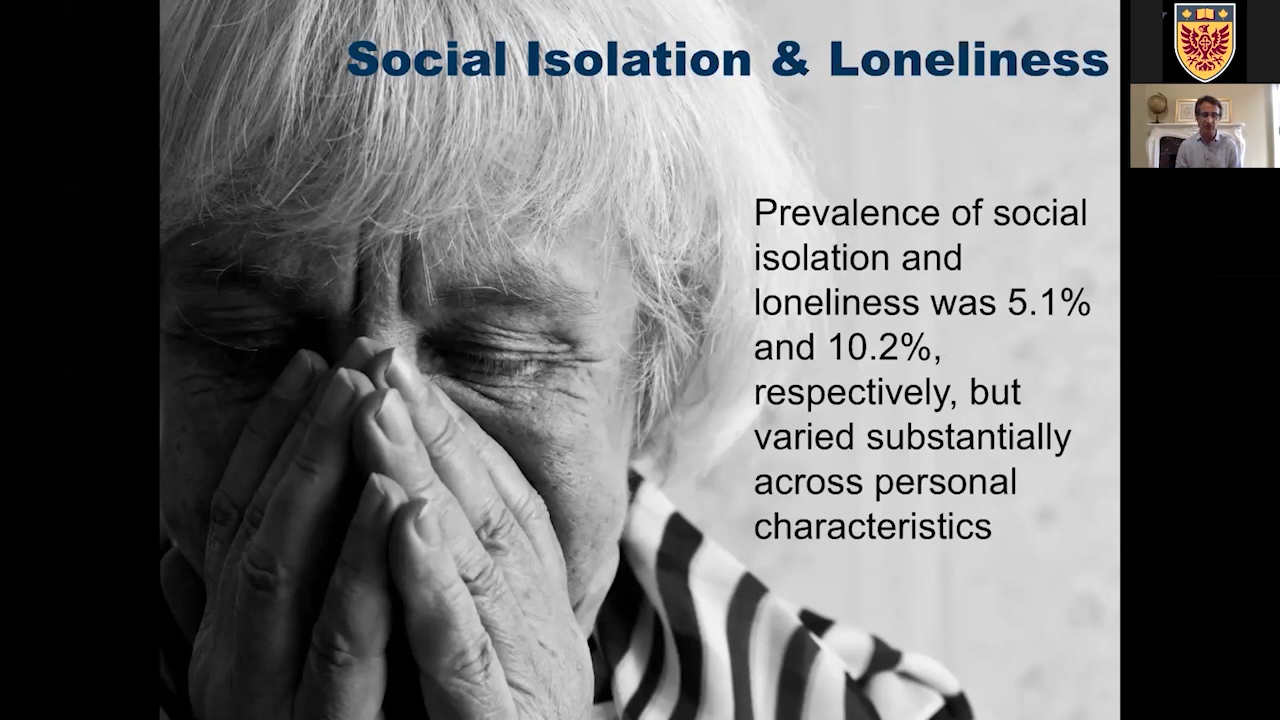 Social Isolation & Loneliness
Prevalence of social
isolation and
loneliness was 5.1%
and 10.2%,
respectively, but
varied substantially
across personal
characteristics